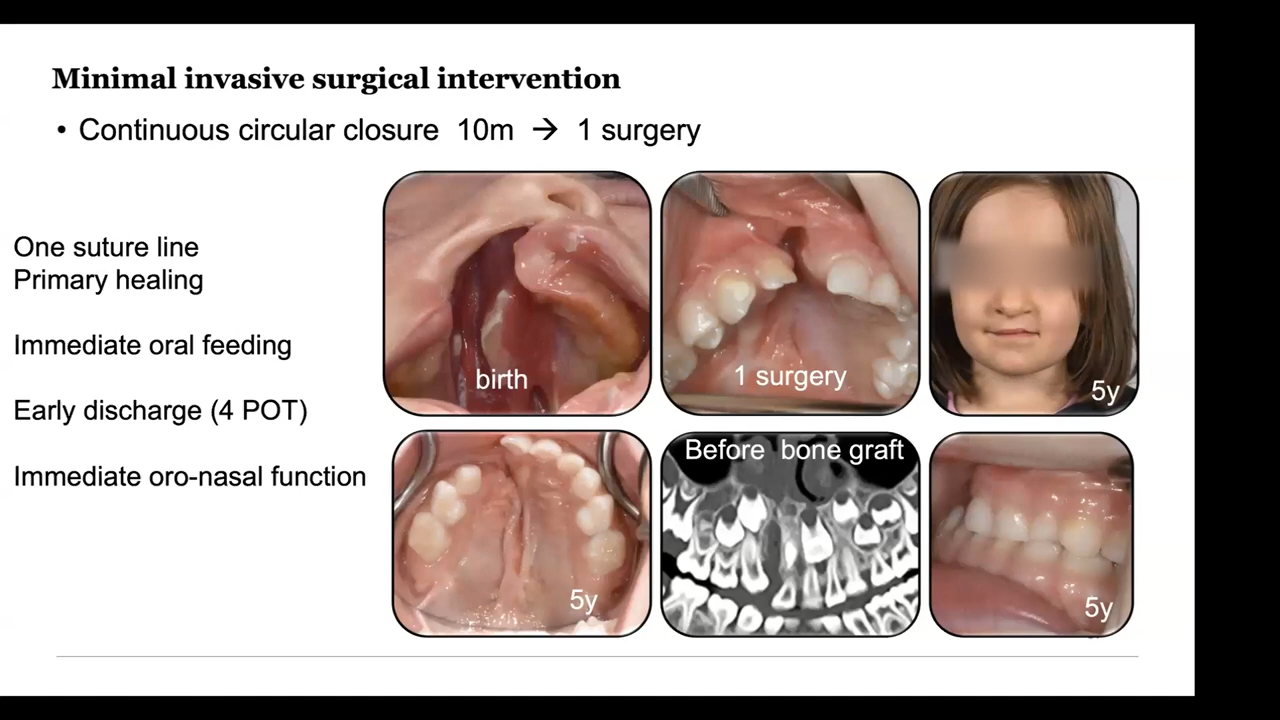 Minimal invasive surgical intervention
• Continuous circular closure 10m → 1 surgery
One suture line
Primary healing
Immediate oral feeding
Early discharge (4 POT)
Immediate oro-nasal function
birth
1 surgery
5y
5y
Before bone graft
5y